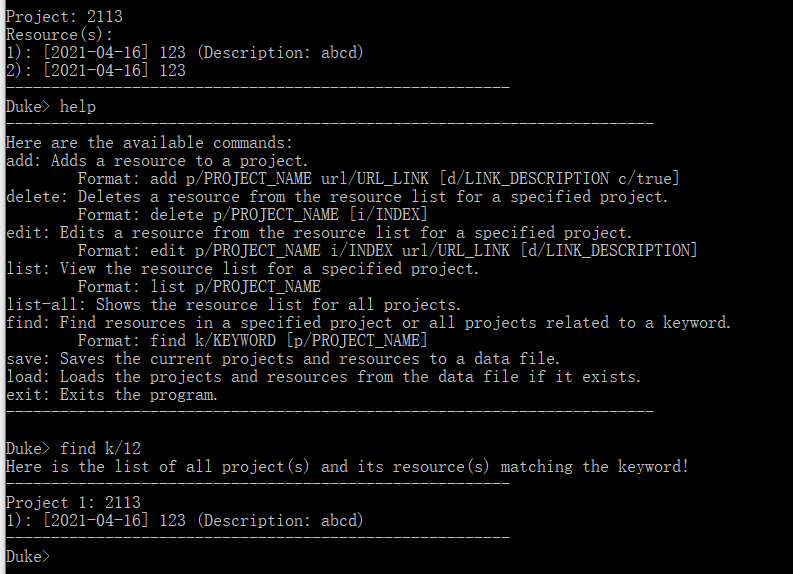 Project: 2113
Resource(s):
1): [2021-04-16] 123 (Description: abcd)
2): [2021-04-16] 123
--------------------------------------------------------
Duke> help
------------------------------------------------------------------------
Here are the available commands:
add: Adds a resource to a project.
        Format: add p/PROJECT_NAME url/URL_LINK [d/LINK_DESCRIPTION c/true]
delete: Deletes a resource from the resource list for a specified project.
        Format: delete p/PROJECT_NAME [i/INDEX]
edit: Edits a resource from the resource list for a specified project.
        Format: edit p/PROJECT_NAME i/INDEX url/URL_LINK [d/LINK_DESCRIPTION]
list: View the resource list for a specified project.
        Format: list p/PROJECT_NAME
list-all: Shows the resource list for all projects.
find: Find resources in a specified project or all projects related to a keyword.
        Format: find k/KEYWORD [p/PROJECT_NAME]
save: Saves the current projects and resources to a data file.
load: Loads the projects and resources from the data file if it exists.
exit: Exits the program.
------------------------------------------------------------------------
Duke> find k/12
Here is the list of all project(s) and its resource(s) matching the keyword!
--------------------------------------------------------
Project 1: 2113
1): [2021-04-16] 123 (Description: abcd)
--------------------------------------------------------
Duke>